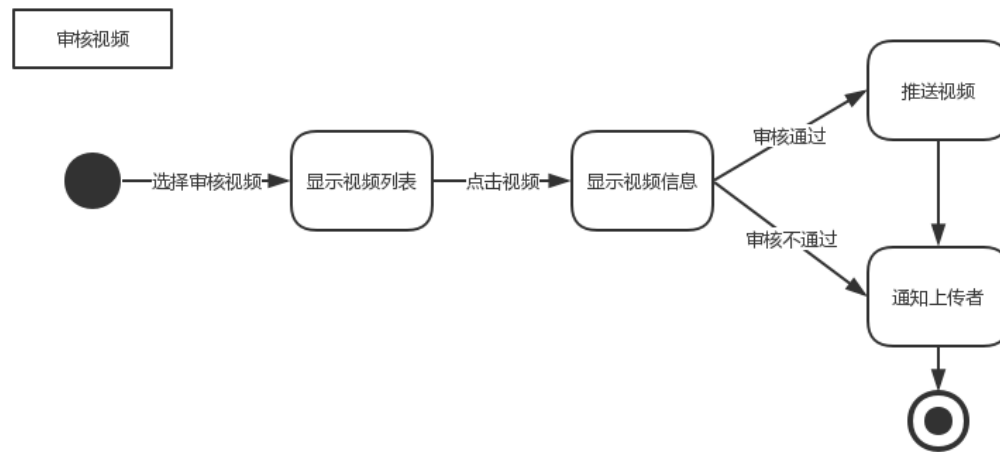 审核视频
选择审核视频
显示视频列表
点击视频
显示视频信息
审核通过
推送视频
审核不通过
通知上传者